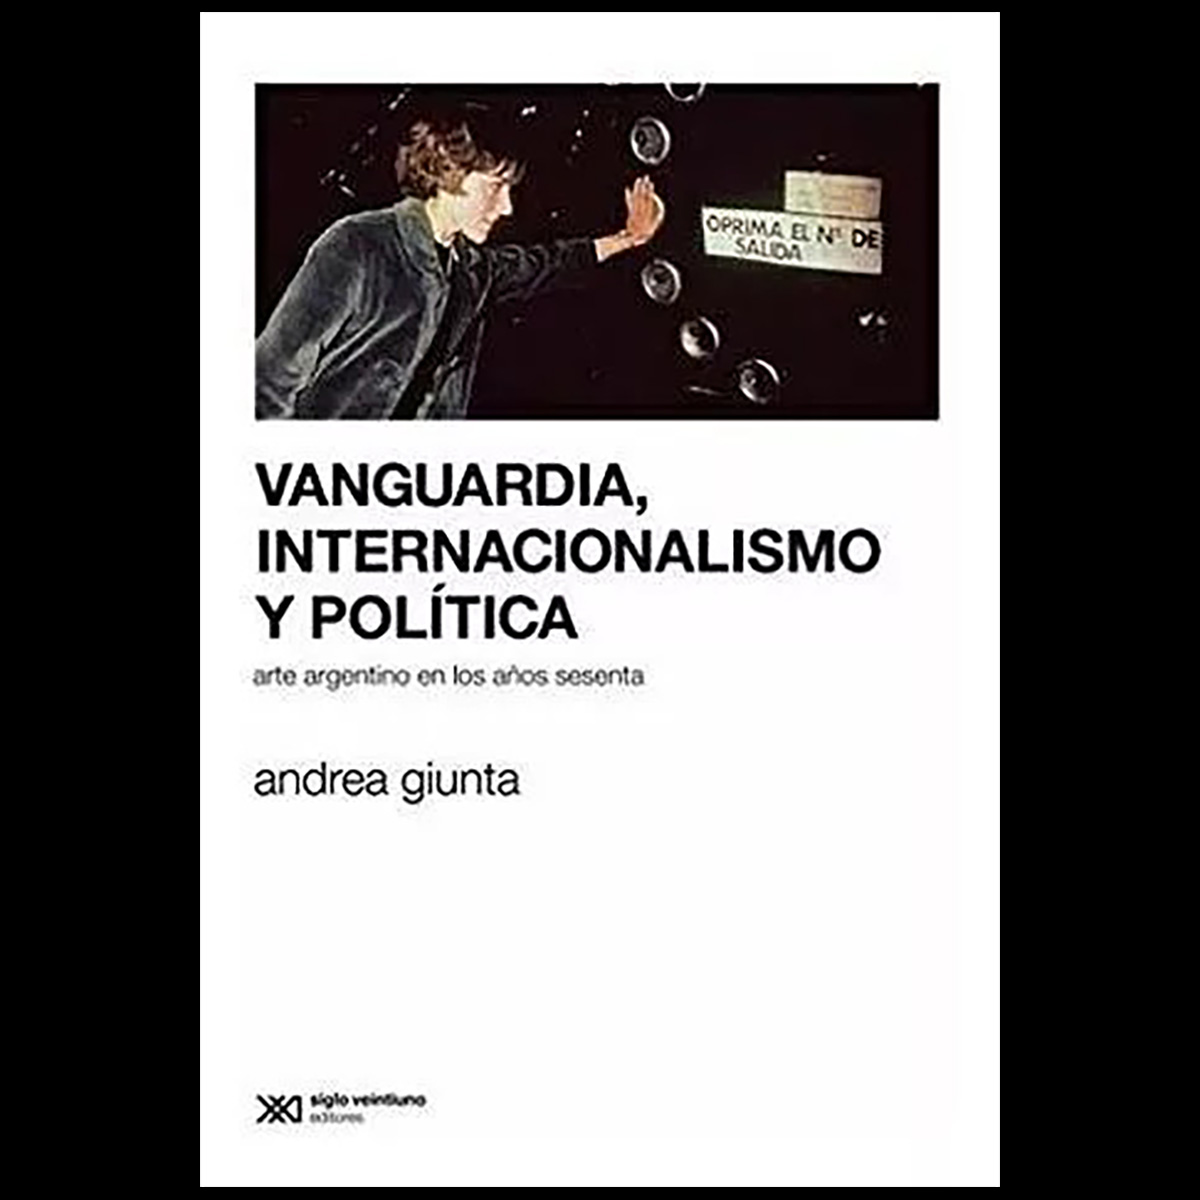 OPRIMA EL Nº DE
SALIDA
VANGUARDIA,
INTERNACIONALISMO
Y POLÍTICA
arte argentino en los años sesenta
andrea giunta
siglo veintiuno
editores